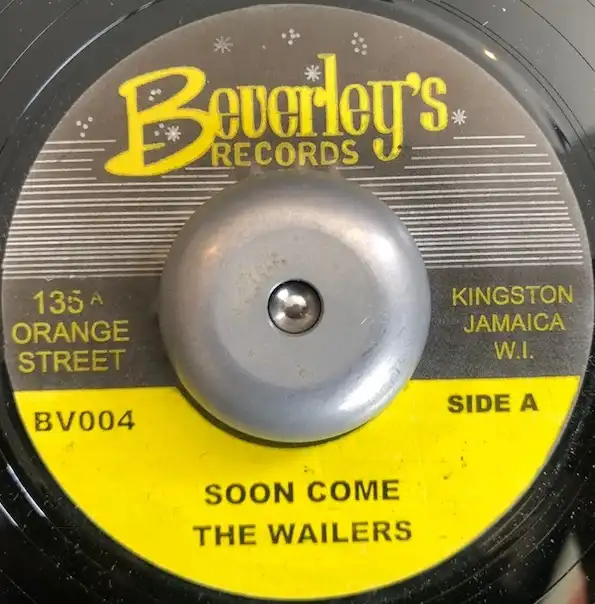 Beverley's
RECORDS
135 A
ORANGE
STREET
KINGSTON
JAMAICA
W.I.
BV004
SIDE A
SOON COME
THE WAILERS